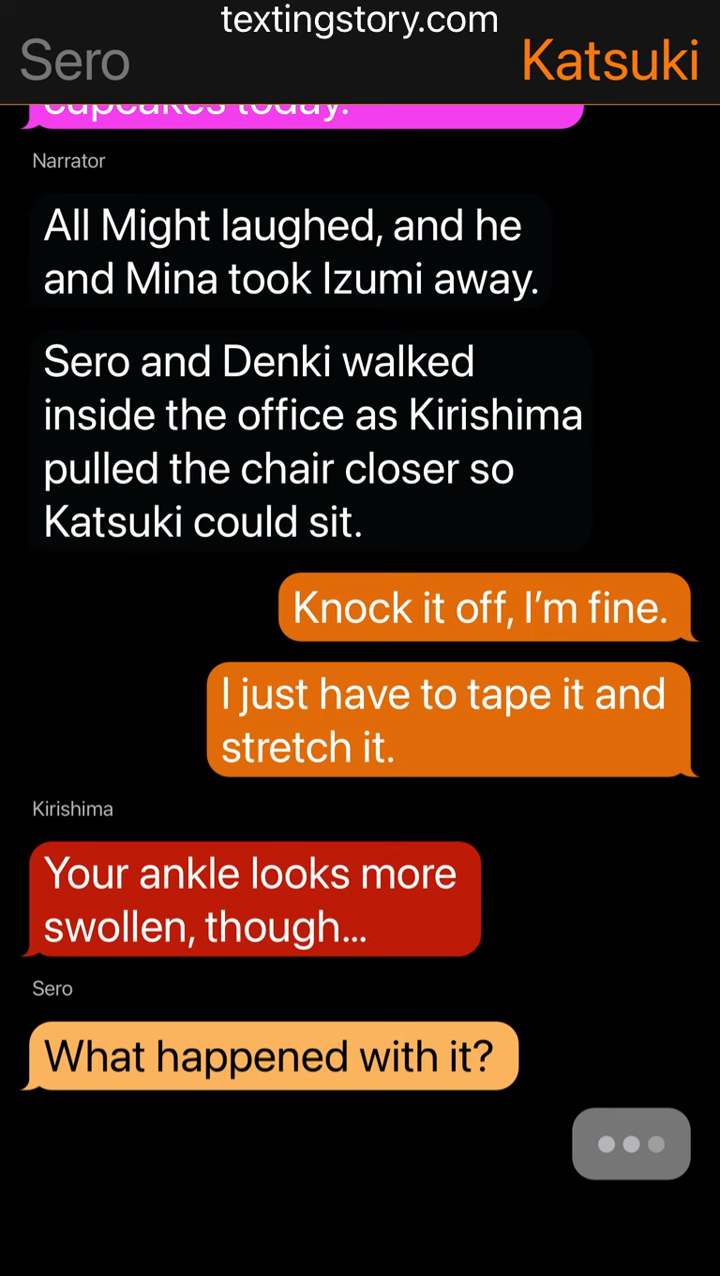 textingstory.com
Sero
Katsuki
cupcakes today.
Narrator
All Might laughed, and he
and Mina took Izumi away.
Sero and Denki walked
inside the office as Kirishima
pulled the chair closer so
Katsuki could sit.
Knock it off, I’m fine.
I just have to tape it and
stretch it.
Kirishima
Your ankle looks more
swollen, though...
Sero
What happened with it?